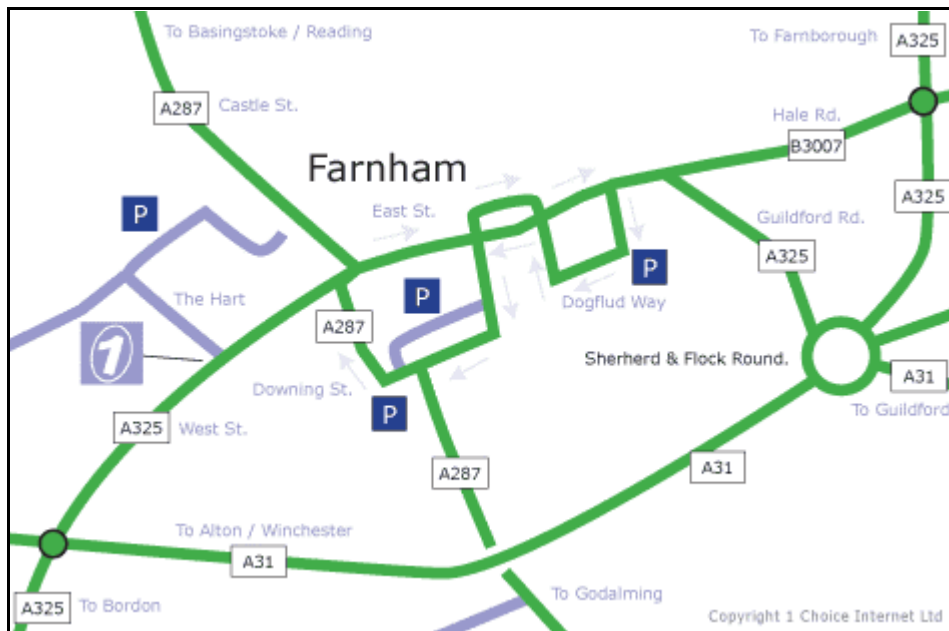 To Basingstoke / Reading
To Farnborough
A325
A287
Castle St.
Hale Rd.
B3007
Farnham
A325
P
East St.
Guildford Rd.
A325
P
The Hart
P
Dogflud Way
A287
1
Sherherd & Flock Round.
A31
Downing St.
To Guildford
P
A325
West St.
A287
A31
To Alton / Winchester
A31
A325
To Bordon
To Godalming
Copyright 1 Choice Internet Ltd